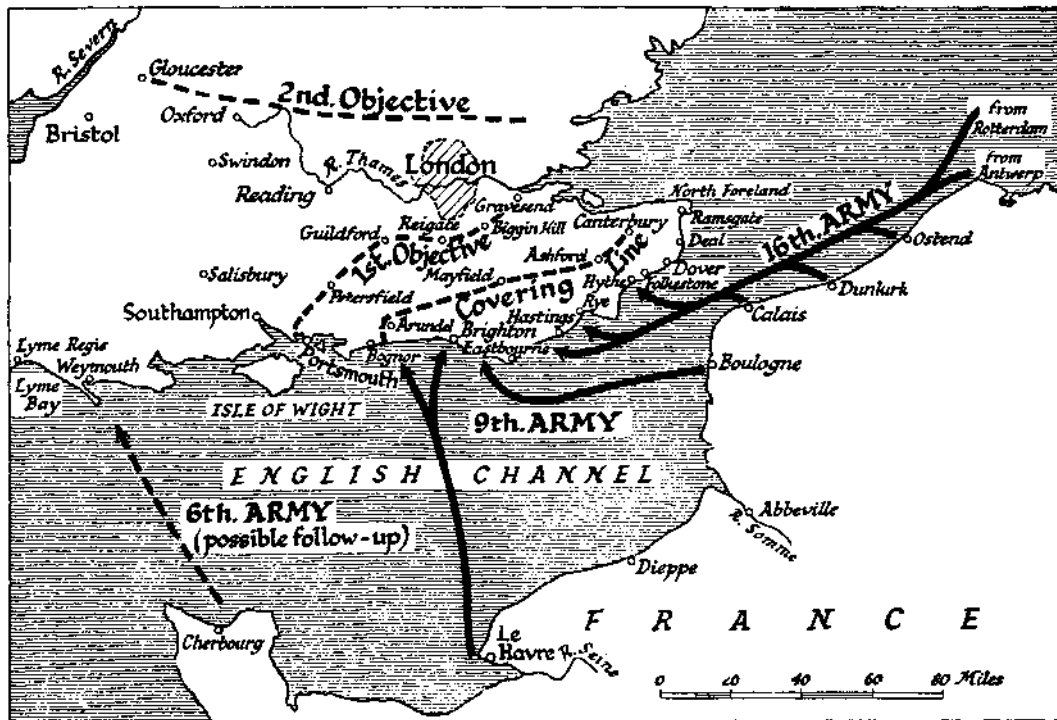 R. Severn
Gloucester
2nd. Objective
Oxford
Bristol
from
Rotterdam
from
Antwerp
Swindon
R. Thames
London
Reading
Gravesend
North Foreland
Canterbury
Ramsgate
Reigate
Biggin Hill
Guildford
1st. Objective
Deal
16th. ARMY
Ostend
Ashford
Line
Salisbury
Mayfield
Covering
Dover
Hythe
Folkestone
Petersfield
Rye
Dunkirk
Hastings
Calais
Southampton
Arundel
Brighton
Eastbourne
Lyme Regis
Weymouth
Bognor
Portsmouth
Boulogne
Lyme
Bay
ISLE OF WIGHT
9th. ARMY
ENGLISH CHANNEL
6th. ARMY
(possible follow-up)
Abbeville
R. Somme
Dieppe
FRANCE
Cherbourg
Le
Havre
R. Seine
0 20 40 60 80 Miles